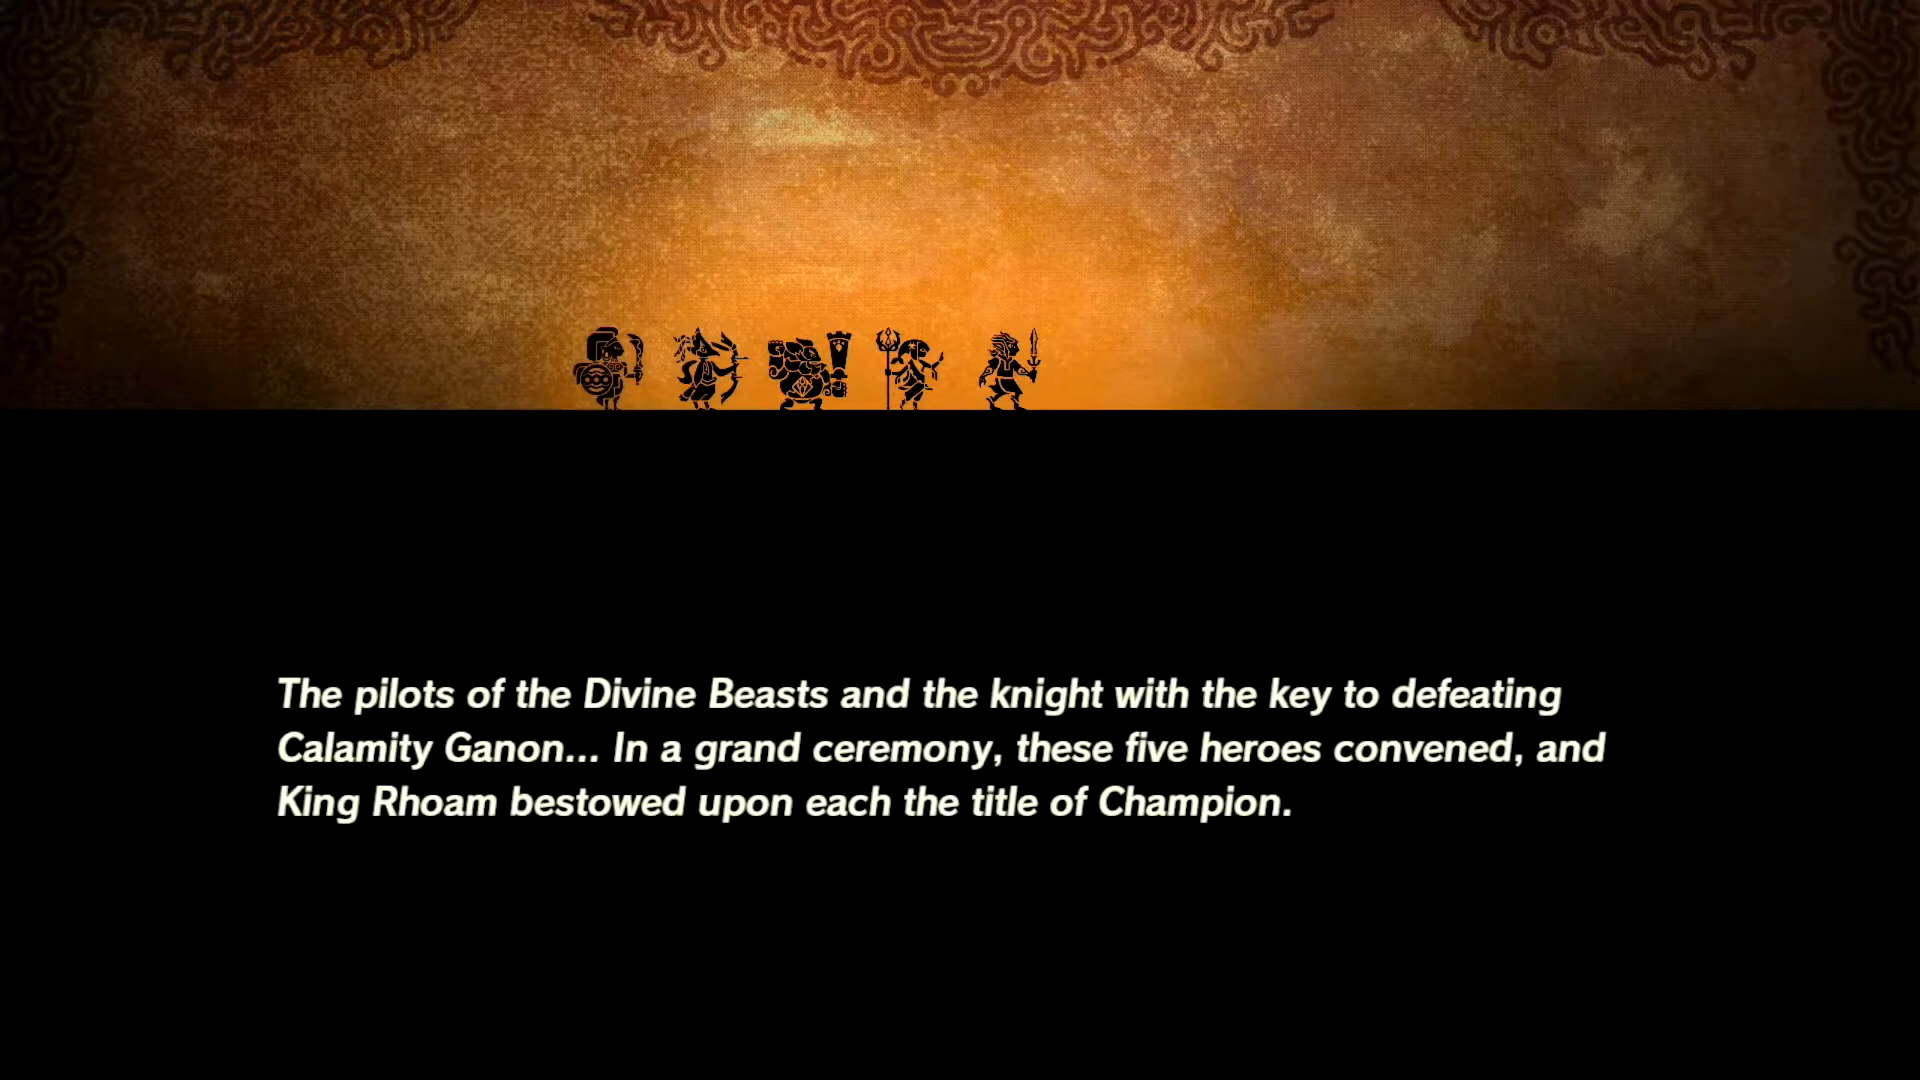 The pilots of the Divine Beasts and the knight with the key to defeating
Calamity Ganon... In a grand ceremony, these five heroes convened, and
King Rhoam bestowed upon each the title of Champion.